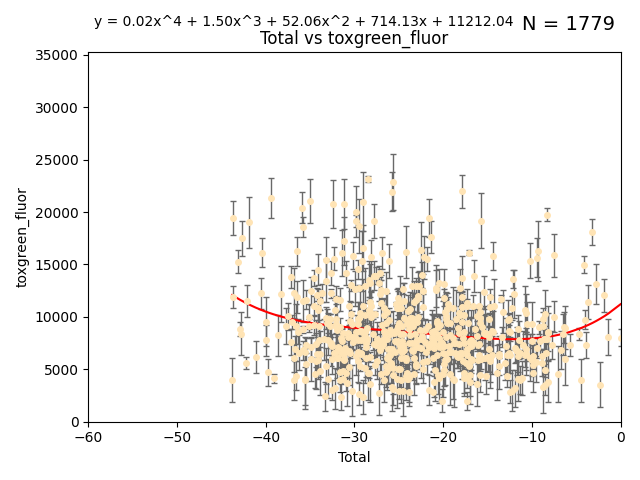 y = 0.02x^4 + 1.50x^3 + 52.06x^2 + 714.13x + 11212.04 N = 1779
Total vs toxgreen_fluor
35000
30000
25000
20000
15000
10000
5000
0
toxgreen_fluor
−60 −50 −40 −30 −20 −10 0
Total